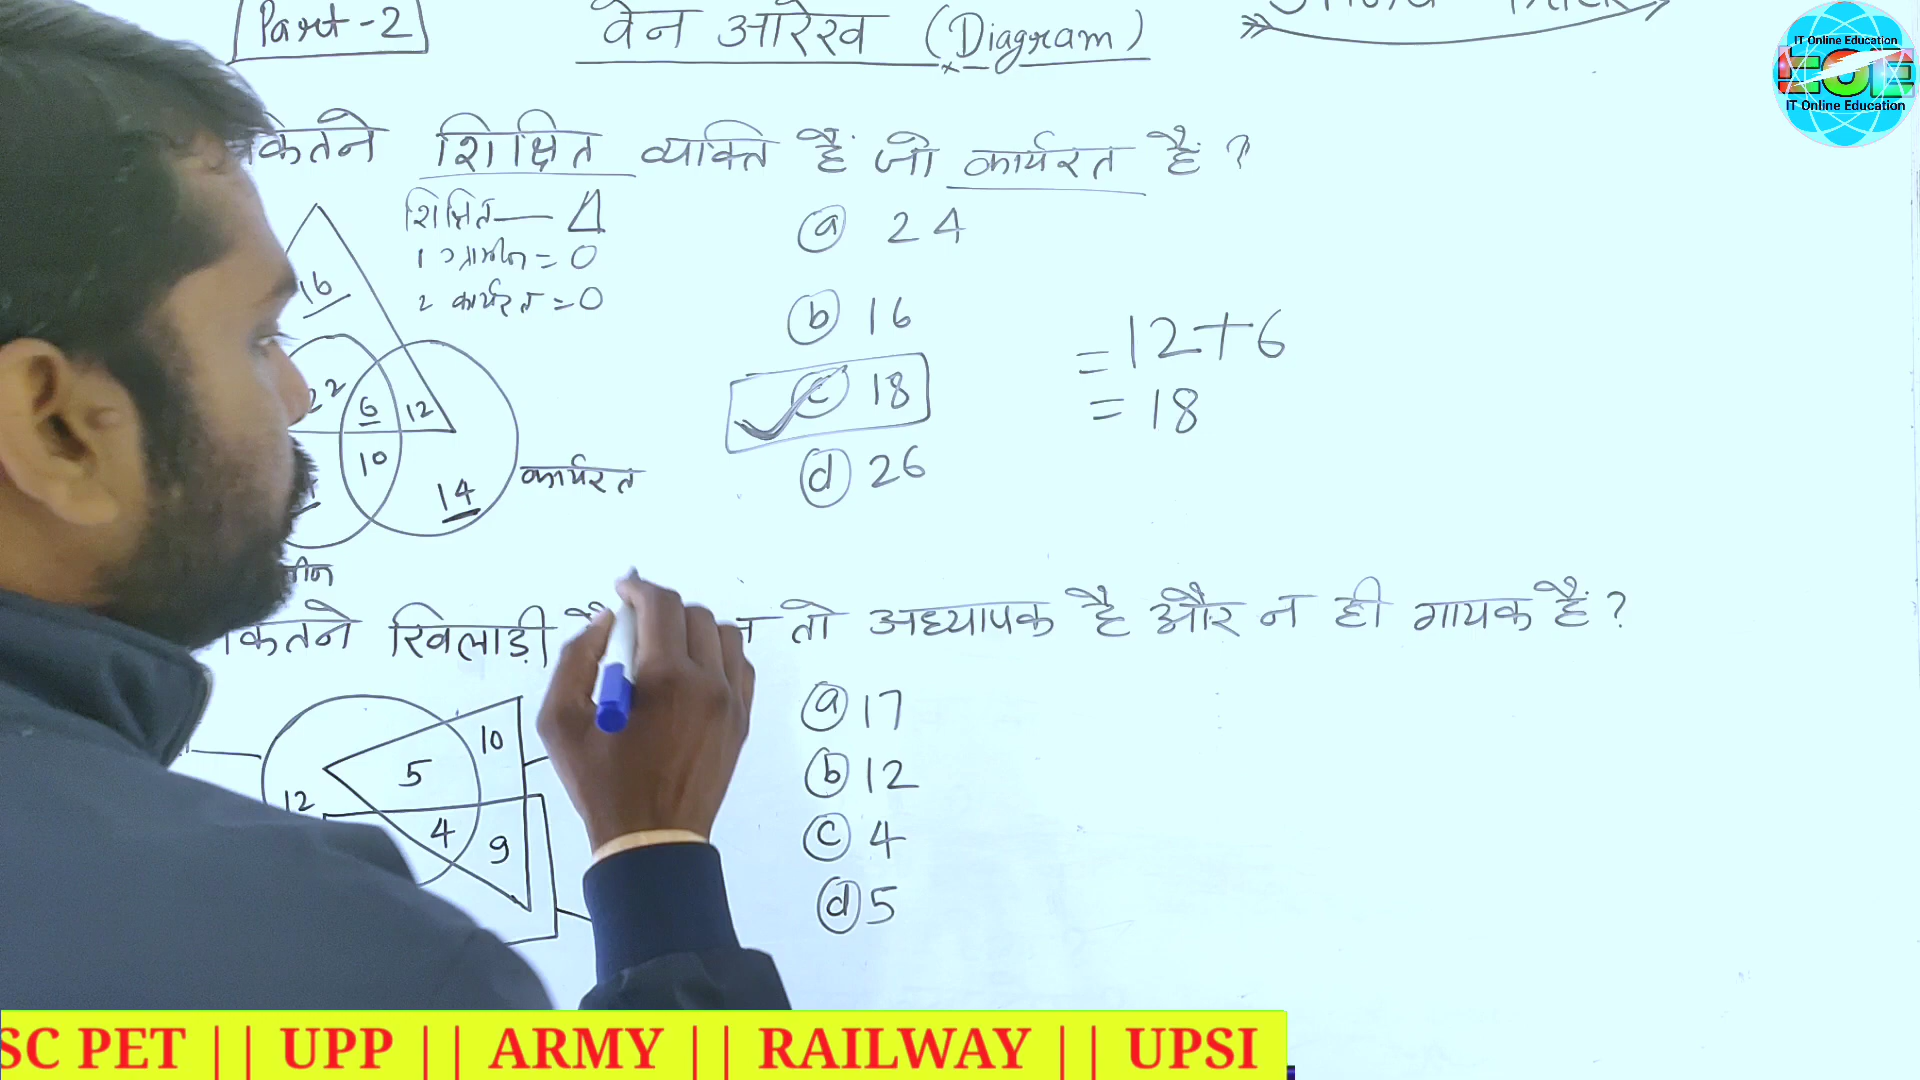 Part-2
वेन आरेख (Diagram)
IT Online Education
EOE
IT Online Education
कितने शिक्षित व्यक्ति हैं जो कार्यरत हैं ?
शिक्षित — Δ
2 कार्यरत = 0
ⓐ 24
ⓑ 16
ⓒ 18
ⓓ 26
= 12+6
= 18
16
6
12
10
14
कार्यरत
कितने खिलाड़ी तो अध्यापक है और न ही गायक हैं ?
ⓐ 17
ⓑ 12
ⓒ 4
ⓓ 5
10
5
12
4
9
SC PET || UPP || ARMY || RAILWAY || UPSI